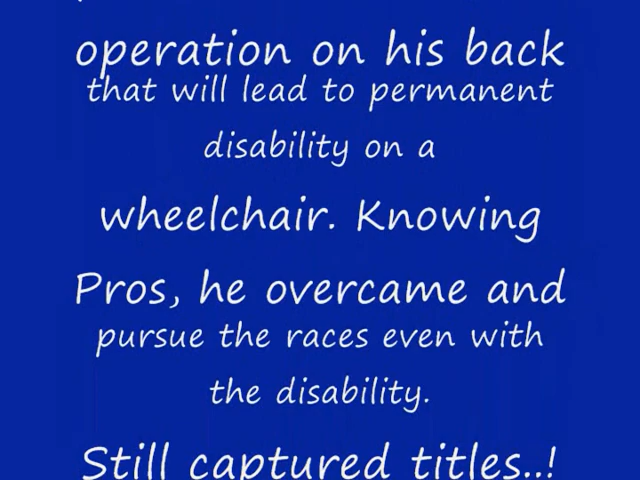 operation on his back
that will lead to permanent
disability on a
wheelchair. Knowing
Pros, he overcame and
pursue the races even with
the disability.
Still captured titles..!